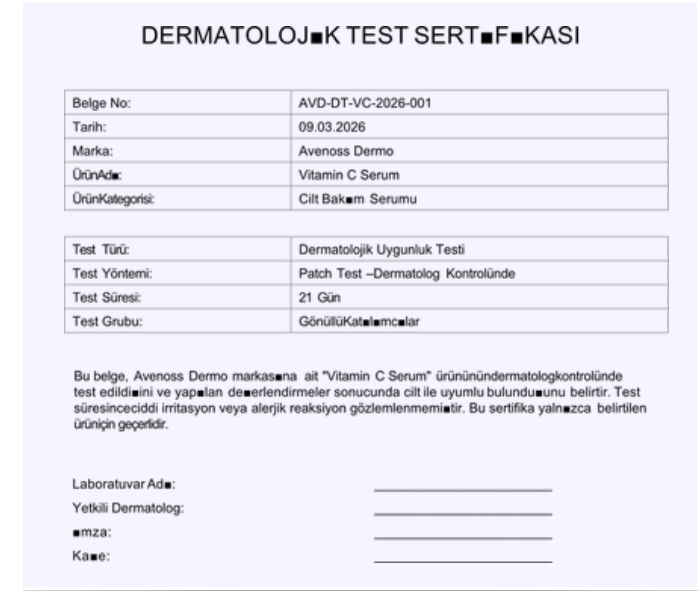 DERMATOLOJ■K TEST SERT■F■KASI
Belge No: AVD-DT-VC-2026-001
Tarih: 09.03.2026
Marka: Avenoss Dermo
ÜrünAd■: Vitamin C Serum
ÜrünKategorisi: Cilt Bak■m Serumu
Test Türü: Dermatolojik Uygunluk Testi
Test Yöntemi: Patch Test –Dermatolog Kontrolünde
Test Süresi: 21 Gün
Test Grubu: GönüllüKat■l■mc■lar
Bu belge, Avenoss Dermo markas■na ait "Vitamin C Serum" ürününündermatologkontrolünde
test edildi■ini ve yap■lan de■erlendirmeler sonucunda cilt ile uyumlu bulundu■unu belirtir. Test
süresinceciddi irritasyon veya alerjik reaksiyon gözlemlenmemi■tir. Bu sertifika yaln■zca belirtilen
ürüniçin geçerlidir.
Laboratuvar Ad■:
Yetkili Dermatolog:
■mza:
Ka■e: